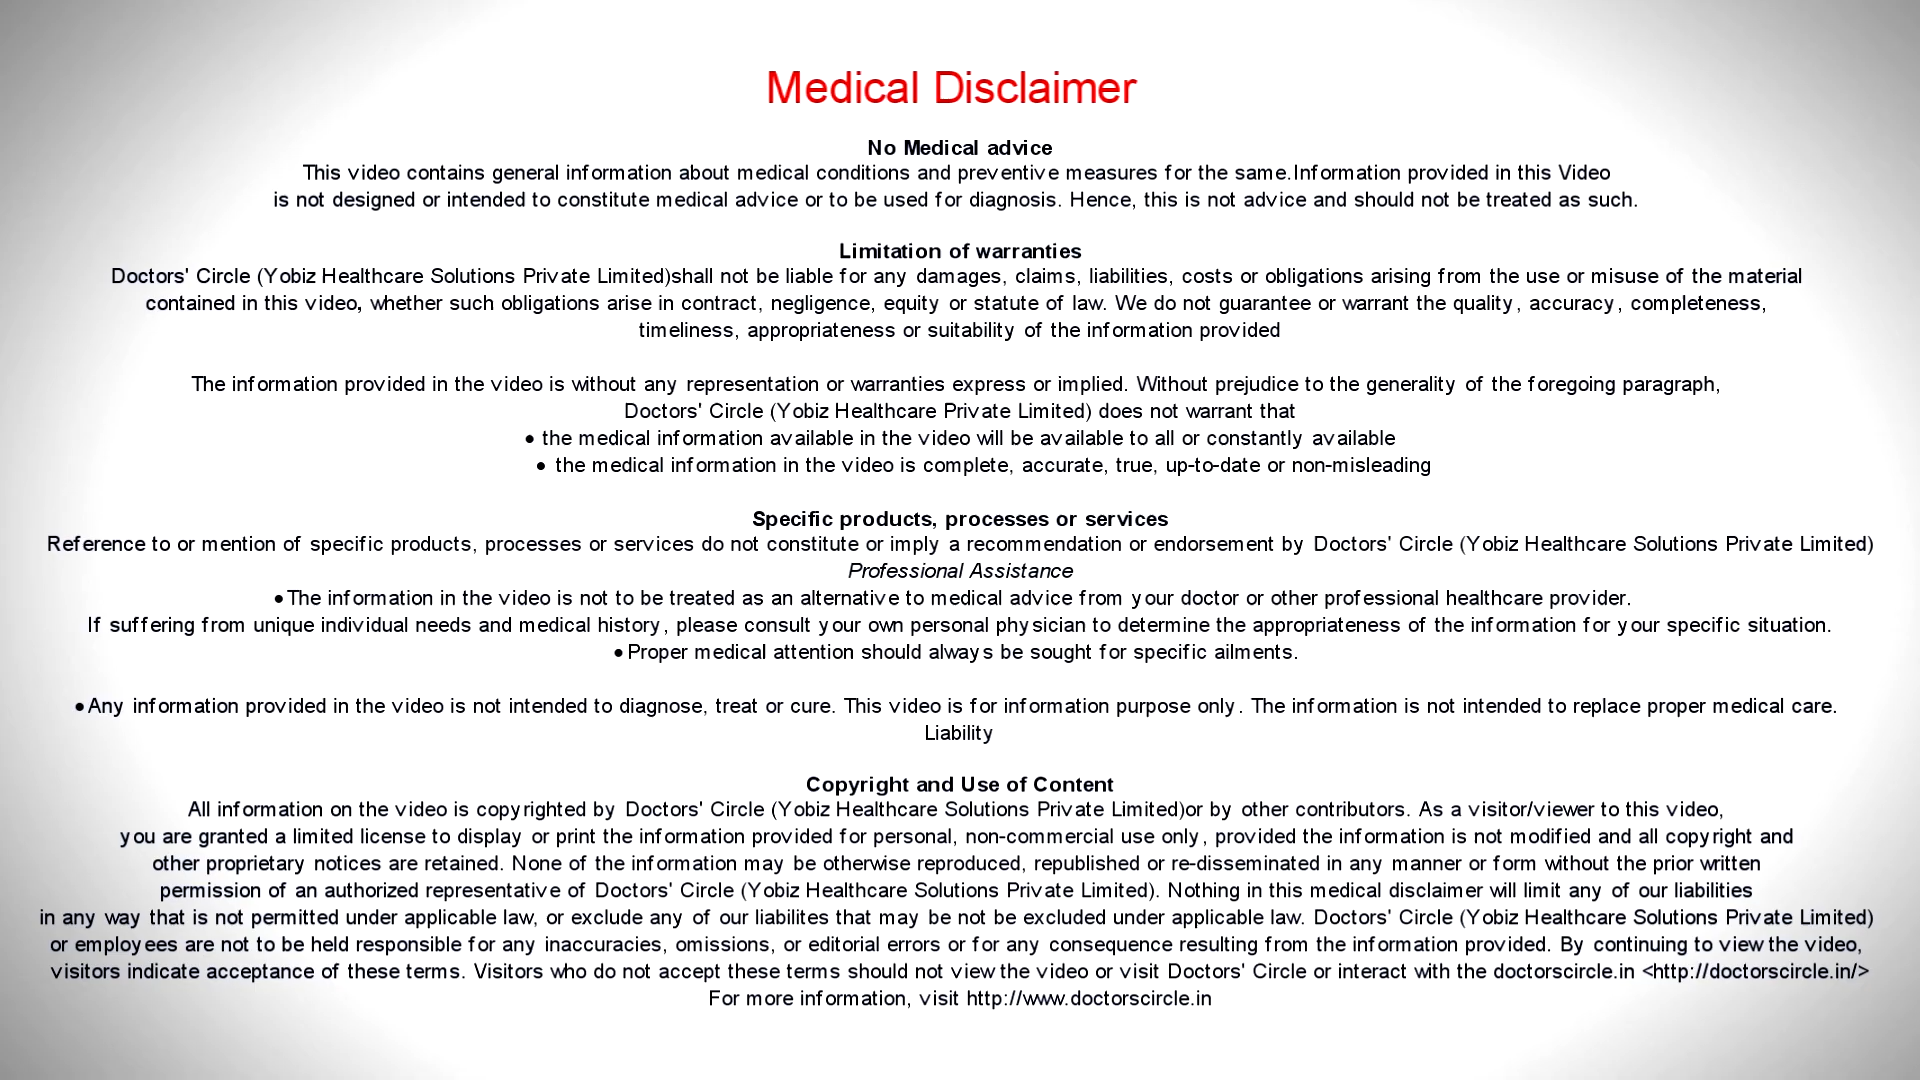 Medical Disclaimer
No Medical advice
This video contains general information about medical conditions and preventive measures for the same.Information provided in this Video
is not designed or intended to constitute medical advice or to be used for diagnosis. Hence, this is not advice and should not be treated as such.
Limitation of warranties
Doctors' Circle (Yobiz Healthcare Solutions Private Limited)shall not be liable for any damages, claims, liabilities, costs or obligations arising from the use or misuse of the material
contained in this video, whether such obligations arise in contract, negligence, equity or statute of law. We do not guarantee or warrant the quality, accuracy, completeness,
timeliness, appropriateness or suitability of the information provided
The information provided in the video is without any representation or warranties express or implied. Without prejudice to the generality of the foregoing paragraph,
Doctors' Circle (Yobiz Healthcare Private Limited) does not warrant that
• the medical information available in the video will be available to all or constantly available
• the medical information in the video is complete, accurate, true, up-to-date or non-misleading
Specific products, processes or services
Reference to or mention of specific products, processes or services do not constitute or imply a recommendation or endorsement by Doctors' Circle (Yobiz Healthcare Solutions Private Limited)
Professional Assistance
•The information in the video is not to be treated as an alternative to medical advice from your doctor or other professional healthcare provider.
If suffering from unique individual needs and medical history, please consult your own personal physician to determine the appropriateness of the information for your specific situation.
•Proper medical attention should always be sought for specific ailments.
•Any information provided in the video is not intended to diagnose, treat or cure. This video is for information purpose only. The information is not intended to replace proper medical care.
Liability
Copyright and Use of Content
All information on the video is copyrighted by Doctors' Circle (Yobiz Healthcare Solutions Private Limited)or by other contributors. As a visitor/viewer to this video,
you are granted a limited license to display or print the information provided for personal, non-commercial use only, provided the information is not modified and all copyright and
other proprietary notices are retained. None of the information may be otherwise reproduced, republished or re-disseminated in any manner or form without the prior written
permission of an authorized representative of Doctors' Circle (Yobiz Healthcare Solutions Private Limited). Nothing in this medical disclaimer will limit any of our liabilities
in any way that is not permitted under applicable law, or exclude any of our liabilites that may be not be excluded under applicable law. Doctors' Circle (Yobiz Healthcare Solutions Private Limited)
or employees are not to be held responsible for any inaccuracies, omissions, or editorial errors or for any consequence resulting from the information provided. By continuing to view the video,
visitors indicate acceptance of these terms. Visitors who do not accept these terms should not view the video or visit Doctors' Circle or interact with the doctorscircle.in <http://doctorscircle.in/>
For more information, visit http://www.doctorscircle.in